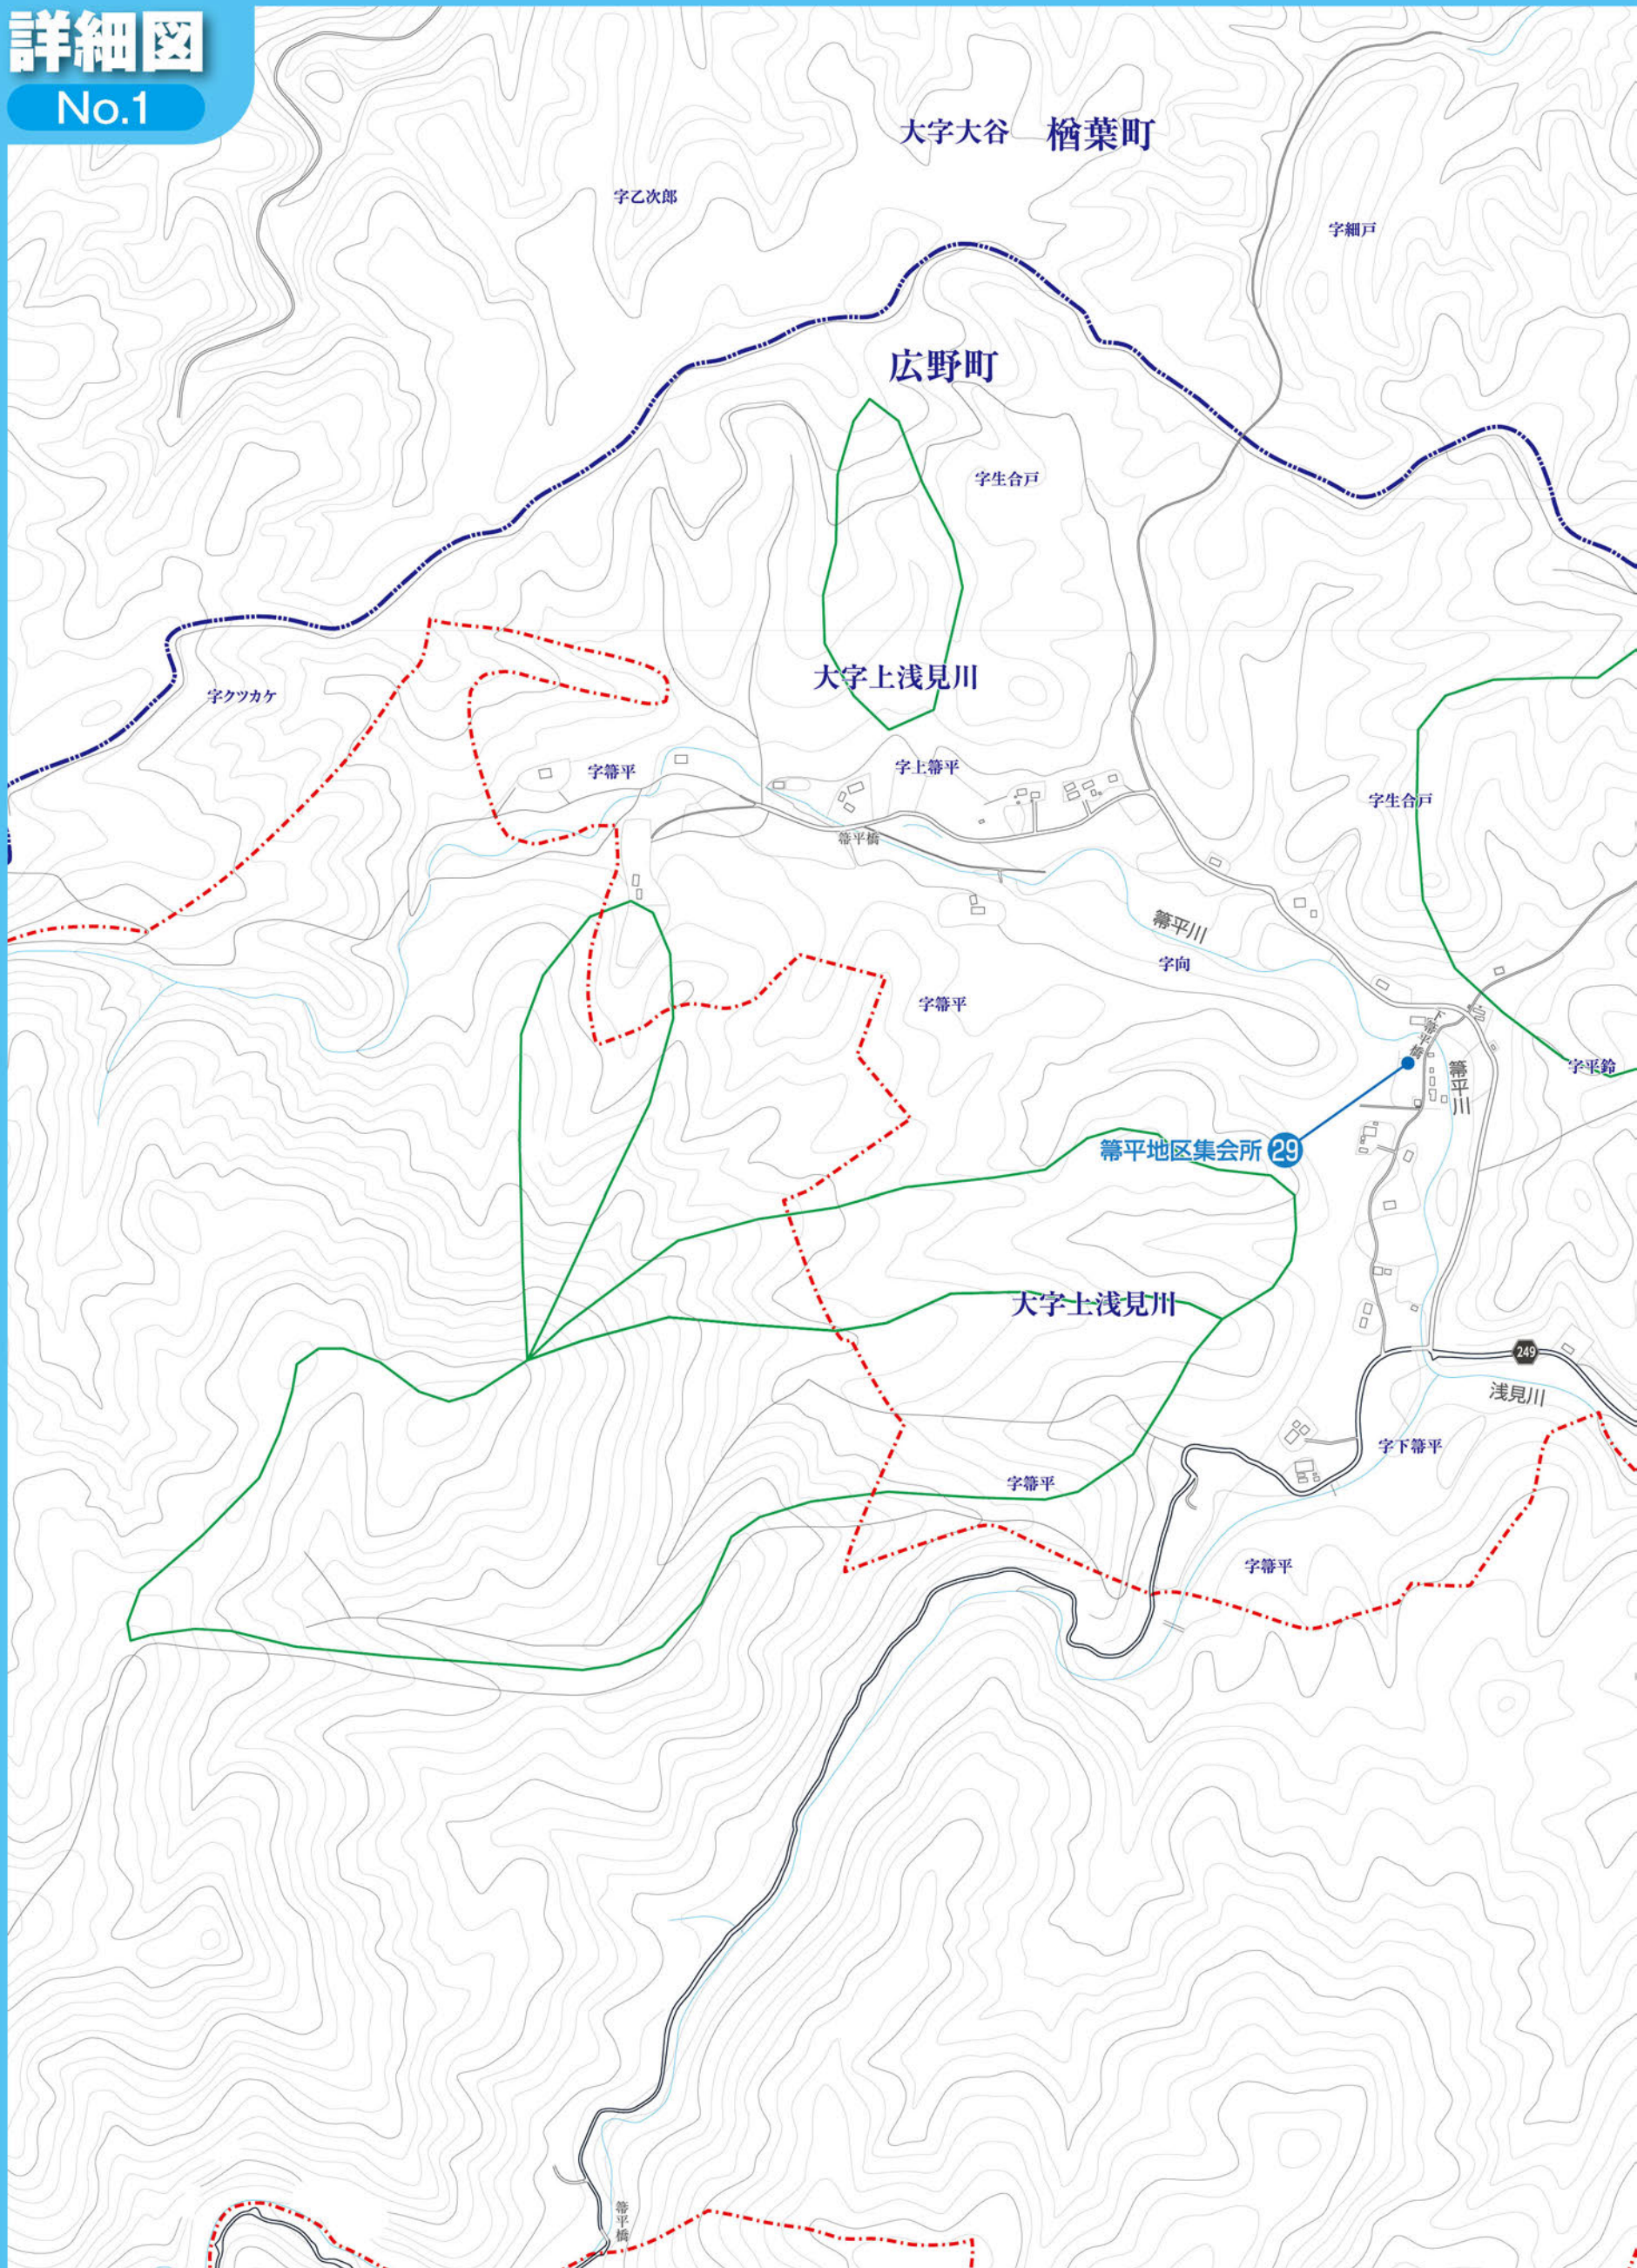 詳細図
No.1
大字大谷 楢葉町
字乙次郎
字細戸
広野町
字生合戸
大字上浅見川
字クツカケ
字箒平
字上箒平
字生合戸
箒平橋
箒平川
字向
字箒平
下箒平橋
箒平川
字平鈴
箒平地区集会所 29
大字上浅見川
249
浅見川
字下箒平
字箒平
字箒平
箒平橋